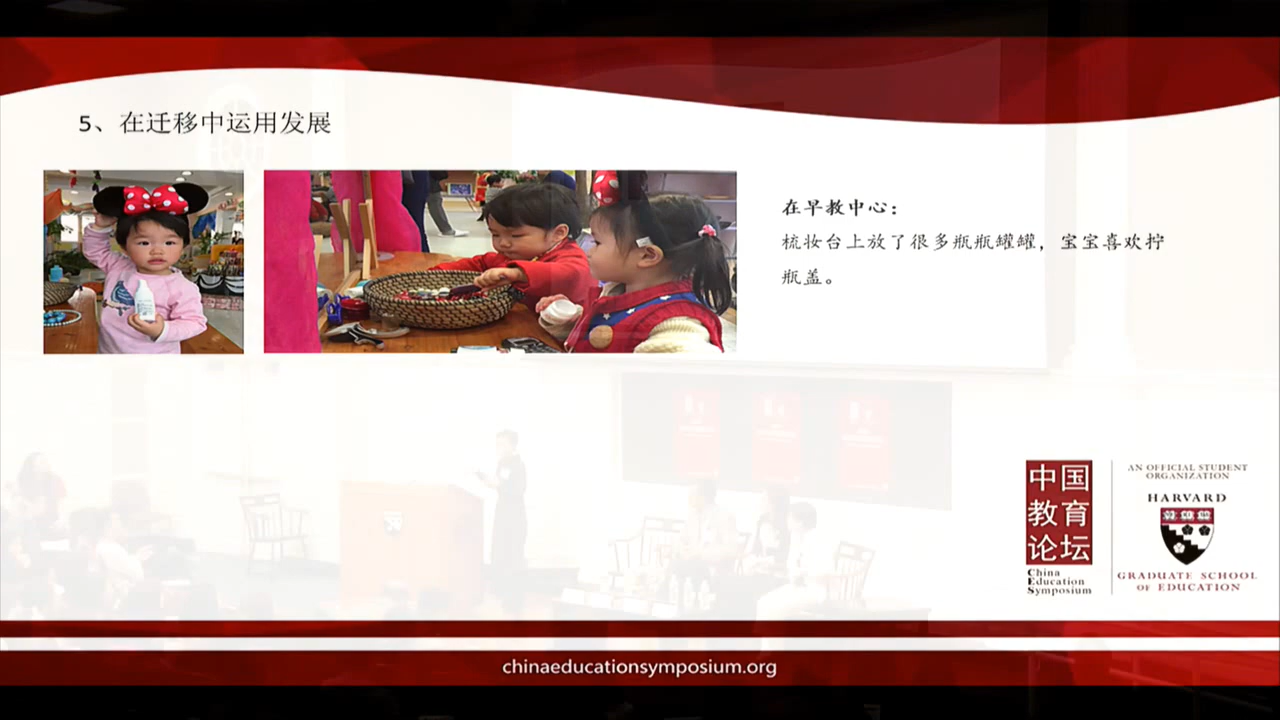 5、在迁移中运用发展
在早教中心：
梳妆台上放了很多瓶瓶罐罐，宝宝喜欢拧
瓶盖。
中国
教育
论坛
China
Education
Symposium
AN OFFICIAL STUDENT
ORGANIZATION
HARVARD
GRADUATE SCHOOL
OF EDUCATION
chinaeducationsymposium.org